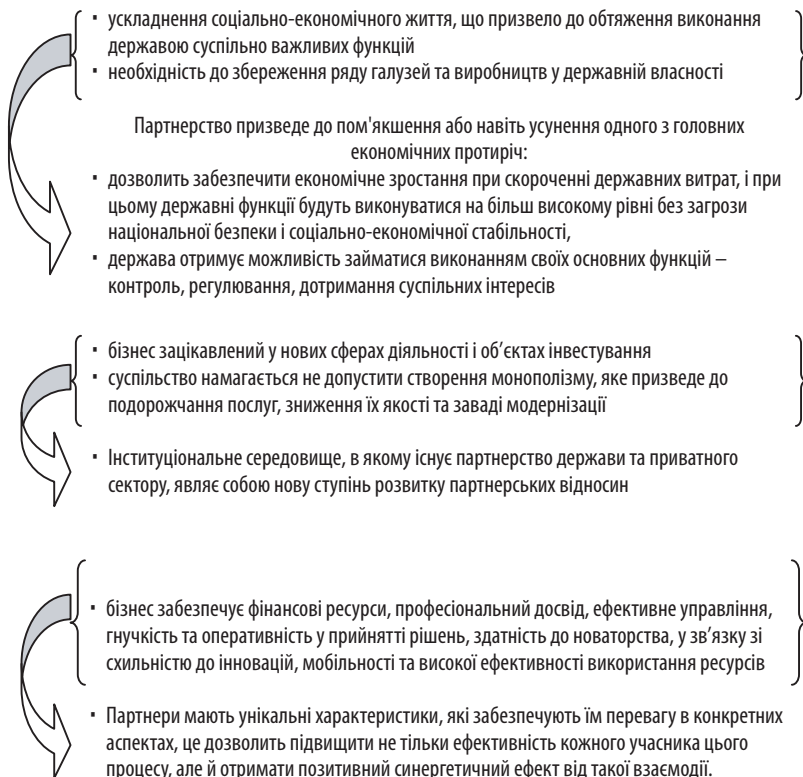 · ускладнення соціально-економічного життя, що призвело до обтяження виконання
державою суспільно важливих функцій
· необхідність до збереження ряду галузей та виробництв у державній власності
Партнерство призведе до пом'якшення або навіть усунення одного з головних
економічних протиріч:
· дозволить забезпечити економічне зростання при скороченні державних витрат, і при
цьому державні функції будуть виконуватися на більш високому рівні без загрози
національної безпеки і соціально-економічної стабільності,
· держава отримує можливість займатися виконанням своїх основних функцій –
контроль, регулювання, дотримання суспільних інтересів
· бізнес зацікавлений у нових сферах діяльності і об’єктах інвестування
· суспільство намагається не допустити створення монополізму, яке призведе до
подорожчання послуг, зниження їх якості та заваді модернізації
· Інституціональне середовище, в якому існує партнерство держави та приватного
сектору, являє собою нову ступінь розвитку партнерських відносин
· бізнес забезпечує фінансові ресурси, професіональний досвід, ефективне управління,
гнучкість та оперативність у прийнятті рішень, здатність до новаторства, у зв’язку зі
схильністю до інновацій, мобільності та високої ефективності використання ресурсів
· Партнери мають унікальні характеристики, які забезпечують їм перевагу в конкретних
аспектах, це дозволить підвищити не тільки ефективність кожного учасника цього
процесу, але й отримати позитивний синергетичний ефект від такої взаємодії.